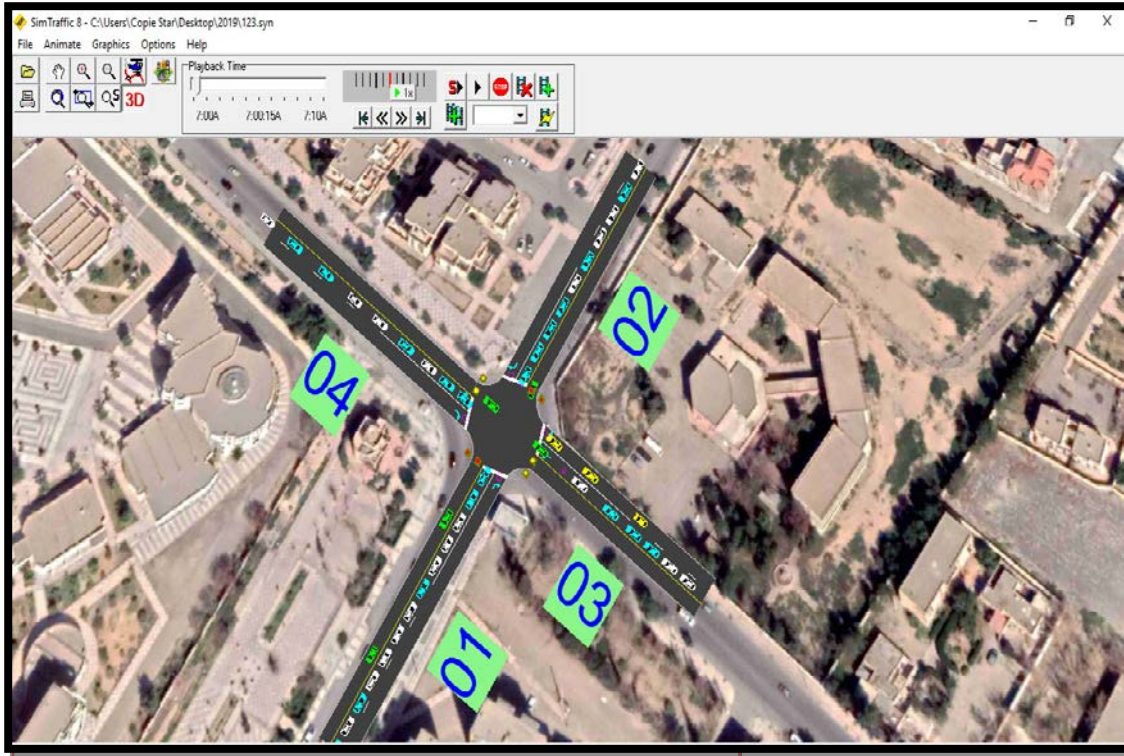 SimTraffic 8 - C:\Users\Copie Star\Desktop\2019\123.syn
File Animate Graphics Options Help
Playback Time
S
1x
STOP
S 3D
7:00A 7:00:15A 7:10A
02
04
03
01